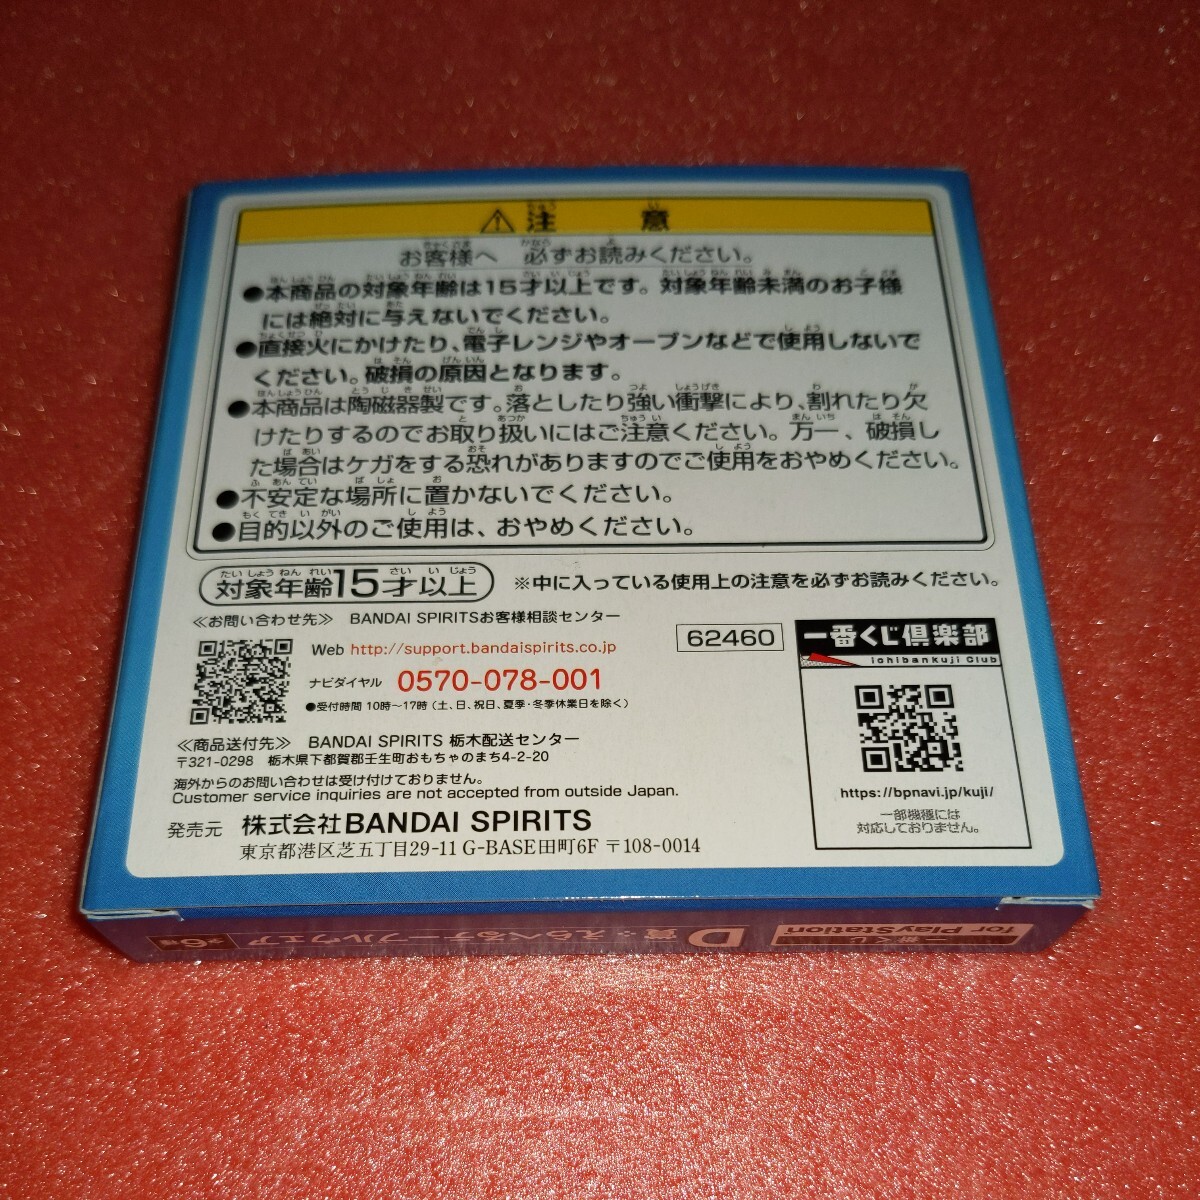 ⚠注意
お客様へ 必ずお読みください。
●本商品の対象年齢は15才以上です。対象年齢未満のお子様
には絶対に与えないでください。
●直接火にかけたり、電子レンジやオーブンなどで使用しないで
ください。破損の原因となります。
●本商品は陶磁器製です。落としたり強い衝撃により、割れたり欠
けたりするのでお取り扱いにはご注意ください。万一、破損し
た場合はケガをする恐れがありますのでご使用をおやめください。
●不安定な場所に置かないでください。
●目的以外のご使用は、おやめください。
対象年齢15才以上
※中に入っている使用上の注意を必ずお読みください。
≪お問い合わせ先≫ BANDAI SPIRITSお客様相談センター
Web http://support.bandaispirits.co.jp
ナビダイヤル 0570-078-001
●受付時間 10時〜17時(土、日、祝日、夏季・冬季休業日を除く)
≪商品送付先≫ BANDAI SPIRITS 栃木配送センター
〒321-0298 栃木県下都賀郡壬生町おもちゃのまち4-2-20
海外からのお問い合わせは受け付けておりません。
Customer service inquiries are not accepted from outside Japan.
発売元 株式会社BANDAI SPIRITS
東京都港区芝五丁目29-11 G-BASE田町6F 〒108-0014
62460
一番くじ倶楽部
ichibankuji Club
https://bpnavi.jp/kuji/
一部機種には
対応しておりません。
一番くじ
for PlayStation
D賞 えらべるテーブルウェア
全6種